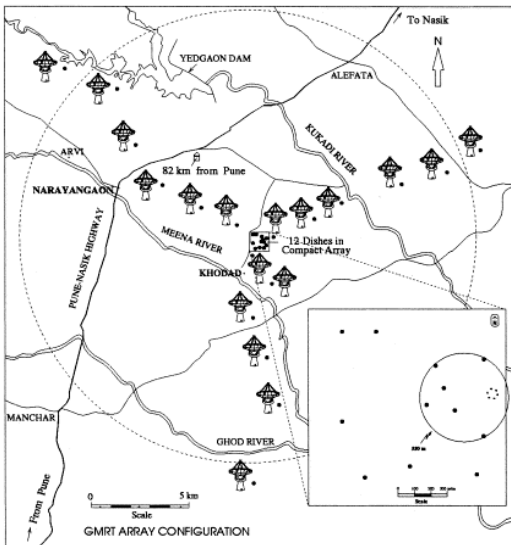 To Nasik
N
YEDGAON DAM
ALEFATA
KUKADI RIVER
ARVI
82 km from Pune
NARAYANGAON
MEENA RIVER
12 Dishes in
Compact Array
KHODAD
PUNE-NASIK HIGHWAY
MANCHAR
GHOD RIVER
From Pune
0 5 km
Scale
Scale
GMRT ARRAY CONFIGURATION